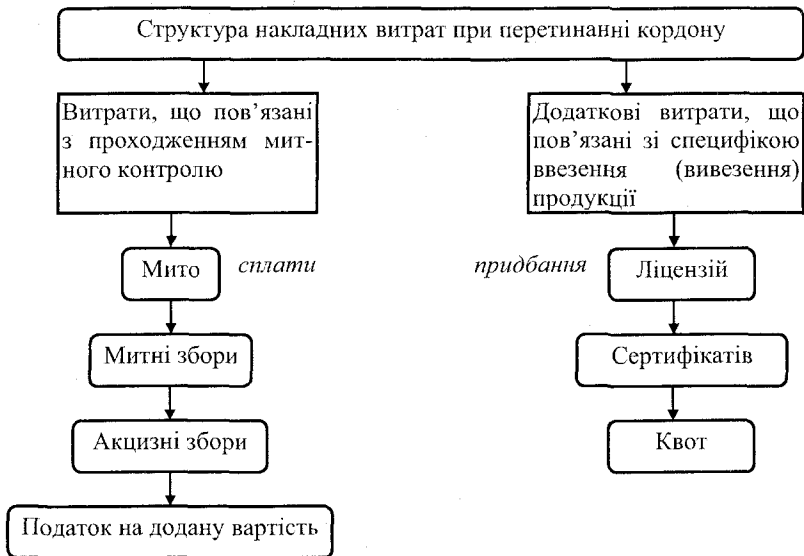 Структура накладних витрат при перетинанні кордону
Витрати, що пов’язані
з проходженням мит-
ного контролю
Додаткові витрати, що
пов’язані зі специфікою
ввезення (вивезення)
продукції
Мито
сплати
придбання
Ліцензій
Митні збори
Сертифікатів
Акцизні збори
Квот
Податок на додану вартість